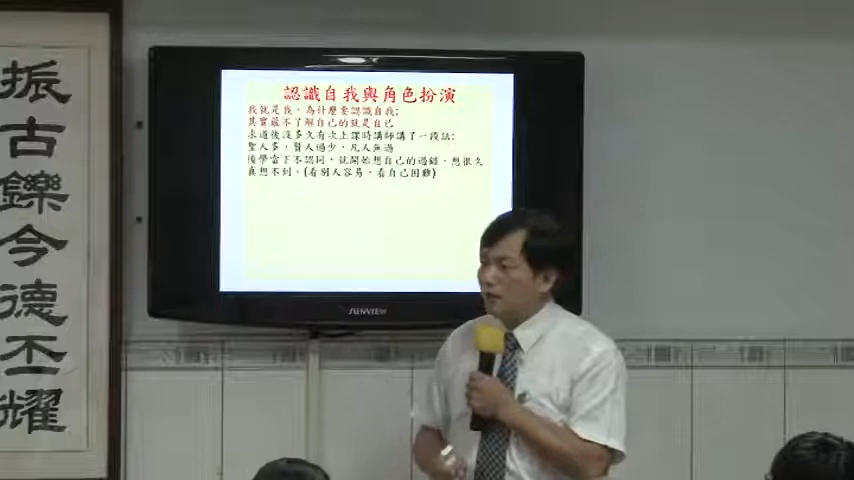 振古鑠今德丕耀
認識自我與角色扮演
我就是我，為什麼要認識自我；
其實最不了解自己的就是自己
求道後沒多久有次上課時講師講了一段話：
聖人多，賢人過少，凡人無過
後學當下不認同，就開始想自己的過錯，想很久
真想不到。(看別人容易，看自己困難)
SUNVIEW